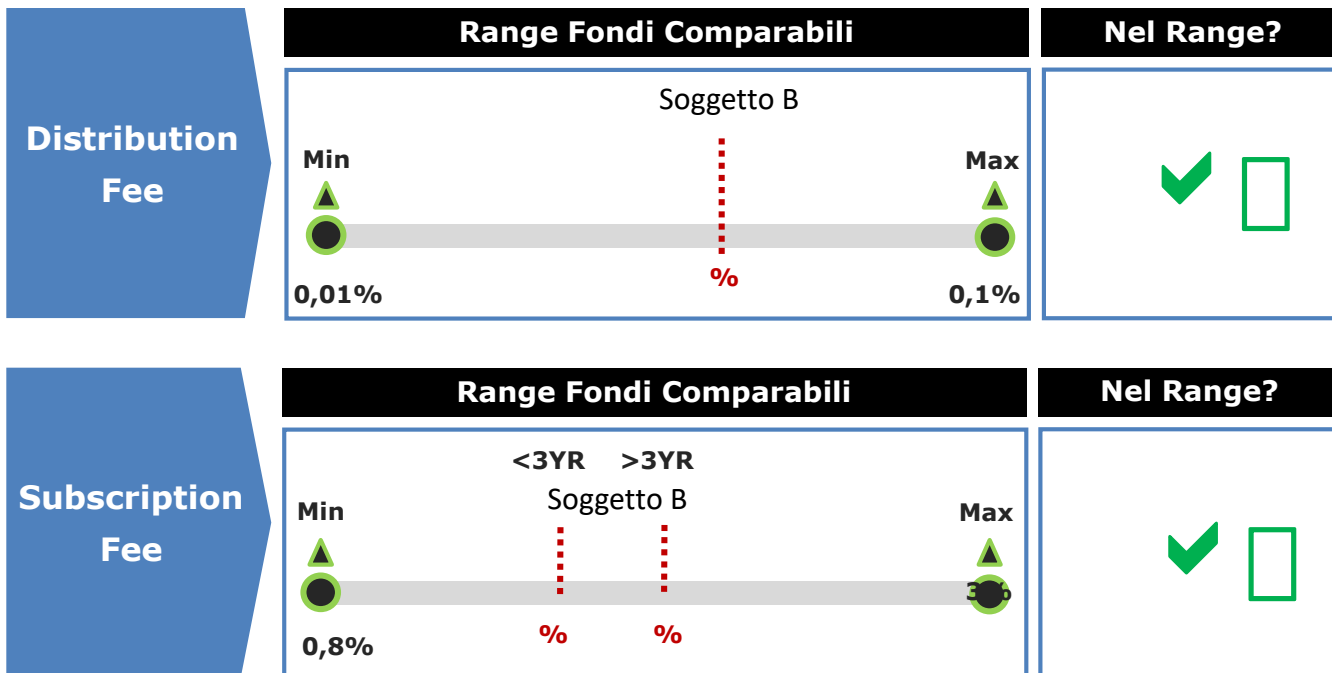 Range Fondi Comparabili
Nel Range?
Distribution
Fee
Soggetto B
Min
Max
%
0,01%
0,1%
Range Fondi Comparabili
Nel Range?
Subscription
Fee
<3YR >3YR
Soggetto B
Min
Max
%
%
0,8%